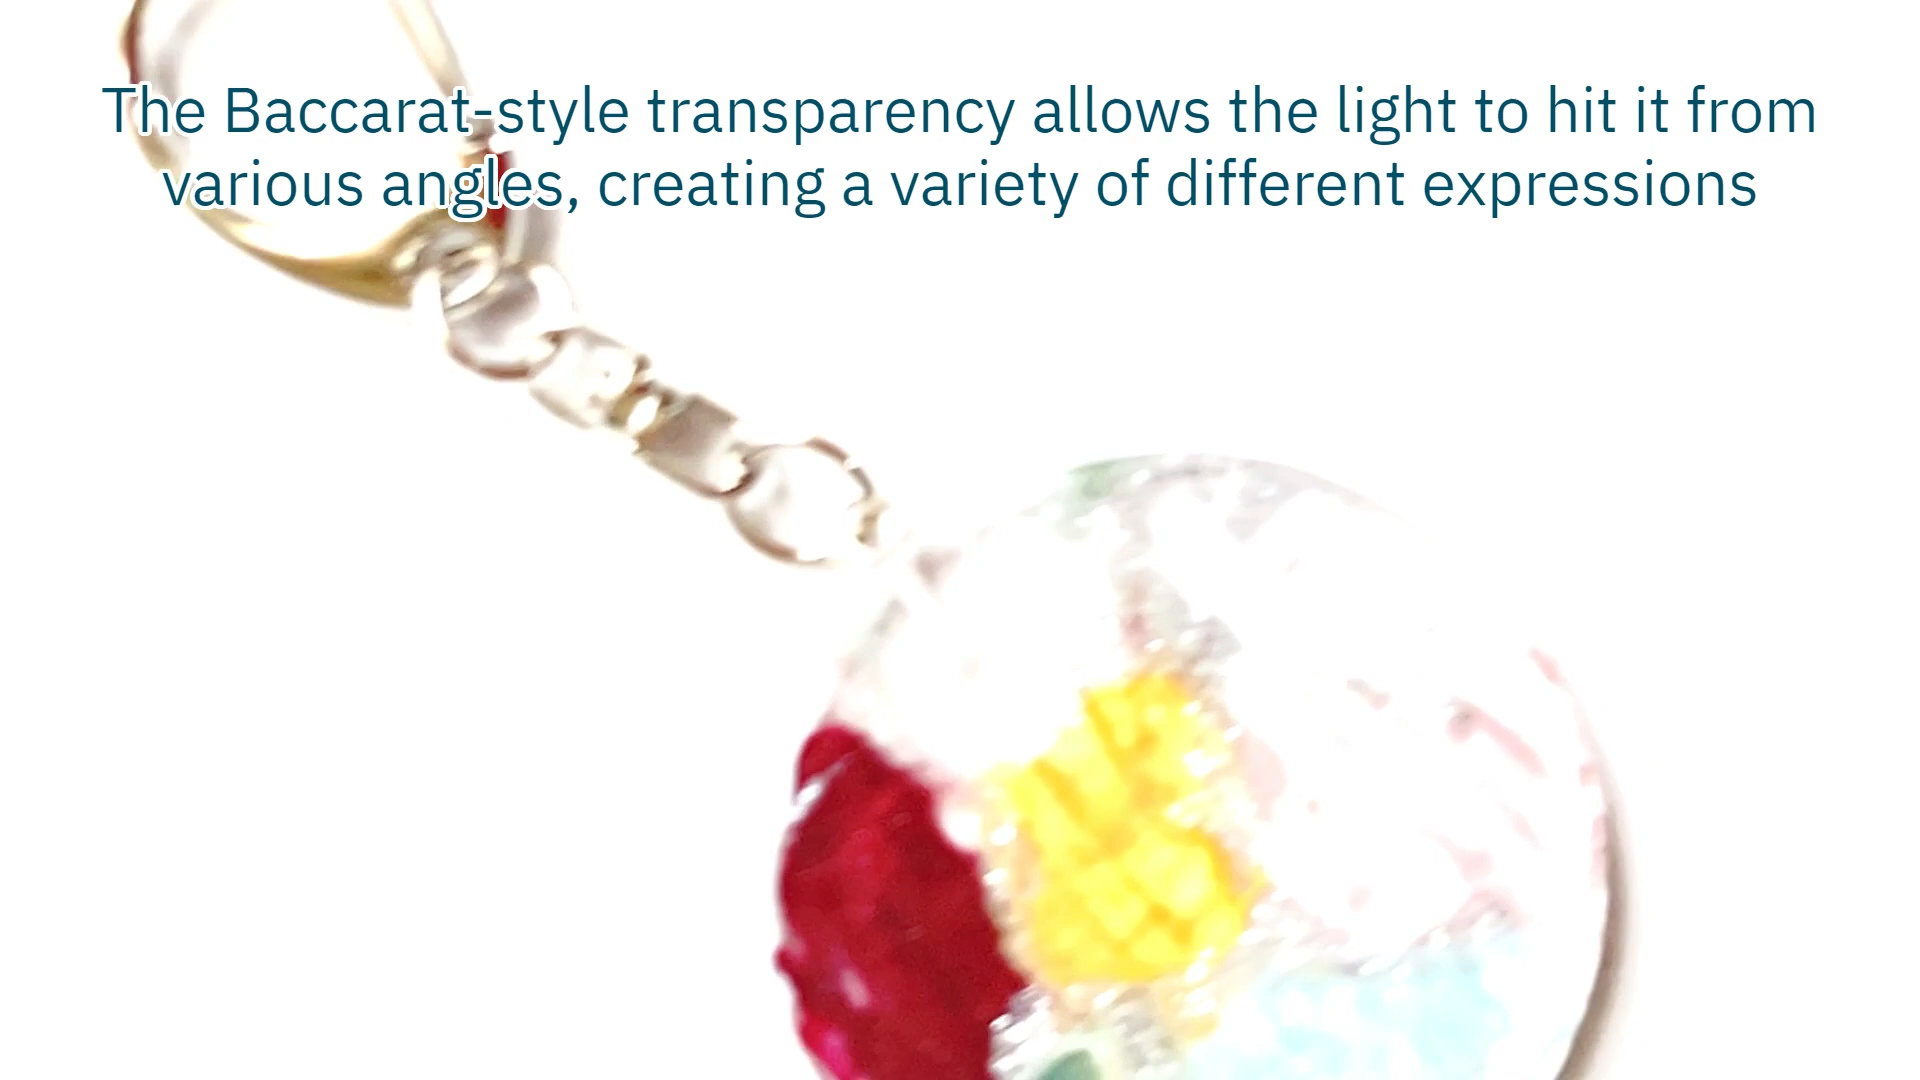 The Baccarat-style transparency allows the light to hit it from
various angles, creating a variety of different expressions